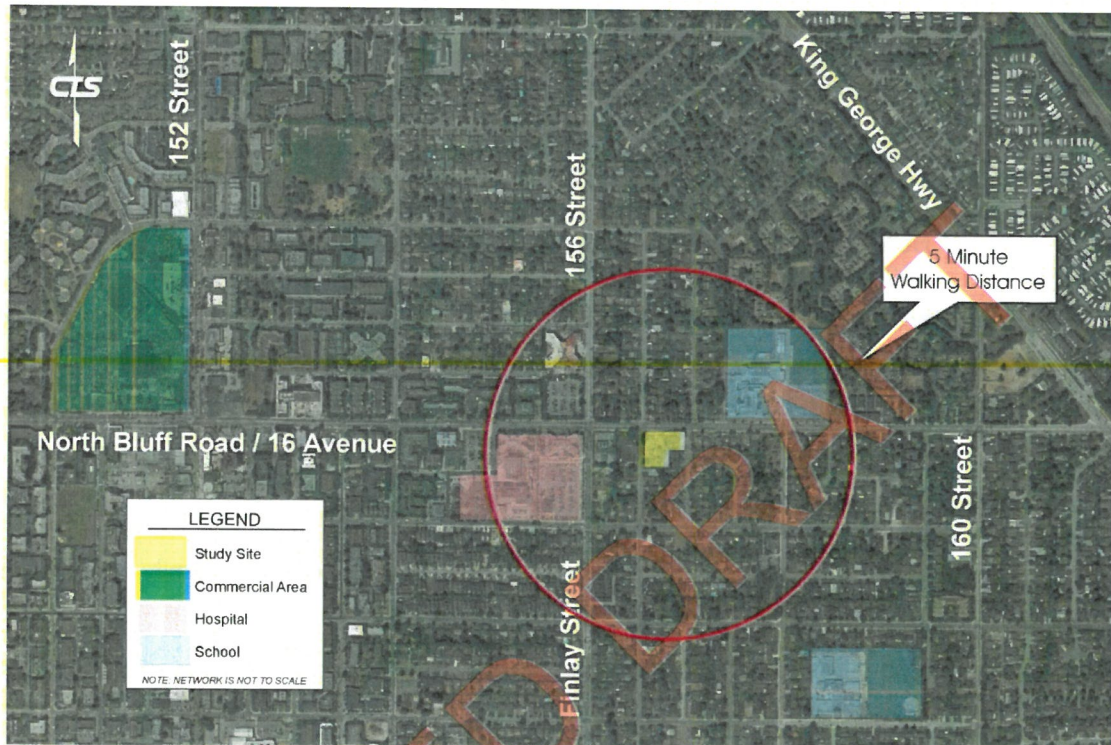 CTS
152 Street
156 Street
King George Hwy
5 Minute
Walking Distance
North Bluff Road / 16 Avenue
160 Street
Finlay Street
LEGEND
Study Site
Commercial Area
Hospital
School
NOTE: NETWORK IS NOT TO SCALE
D DRAFT